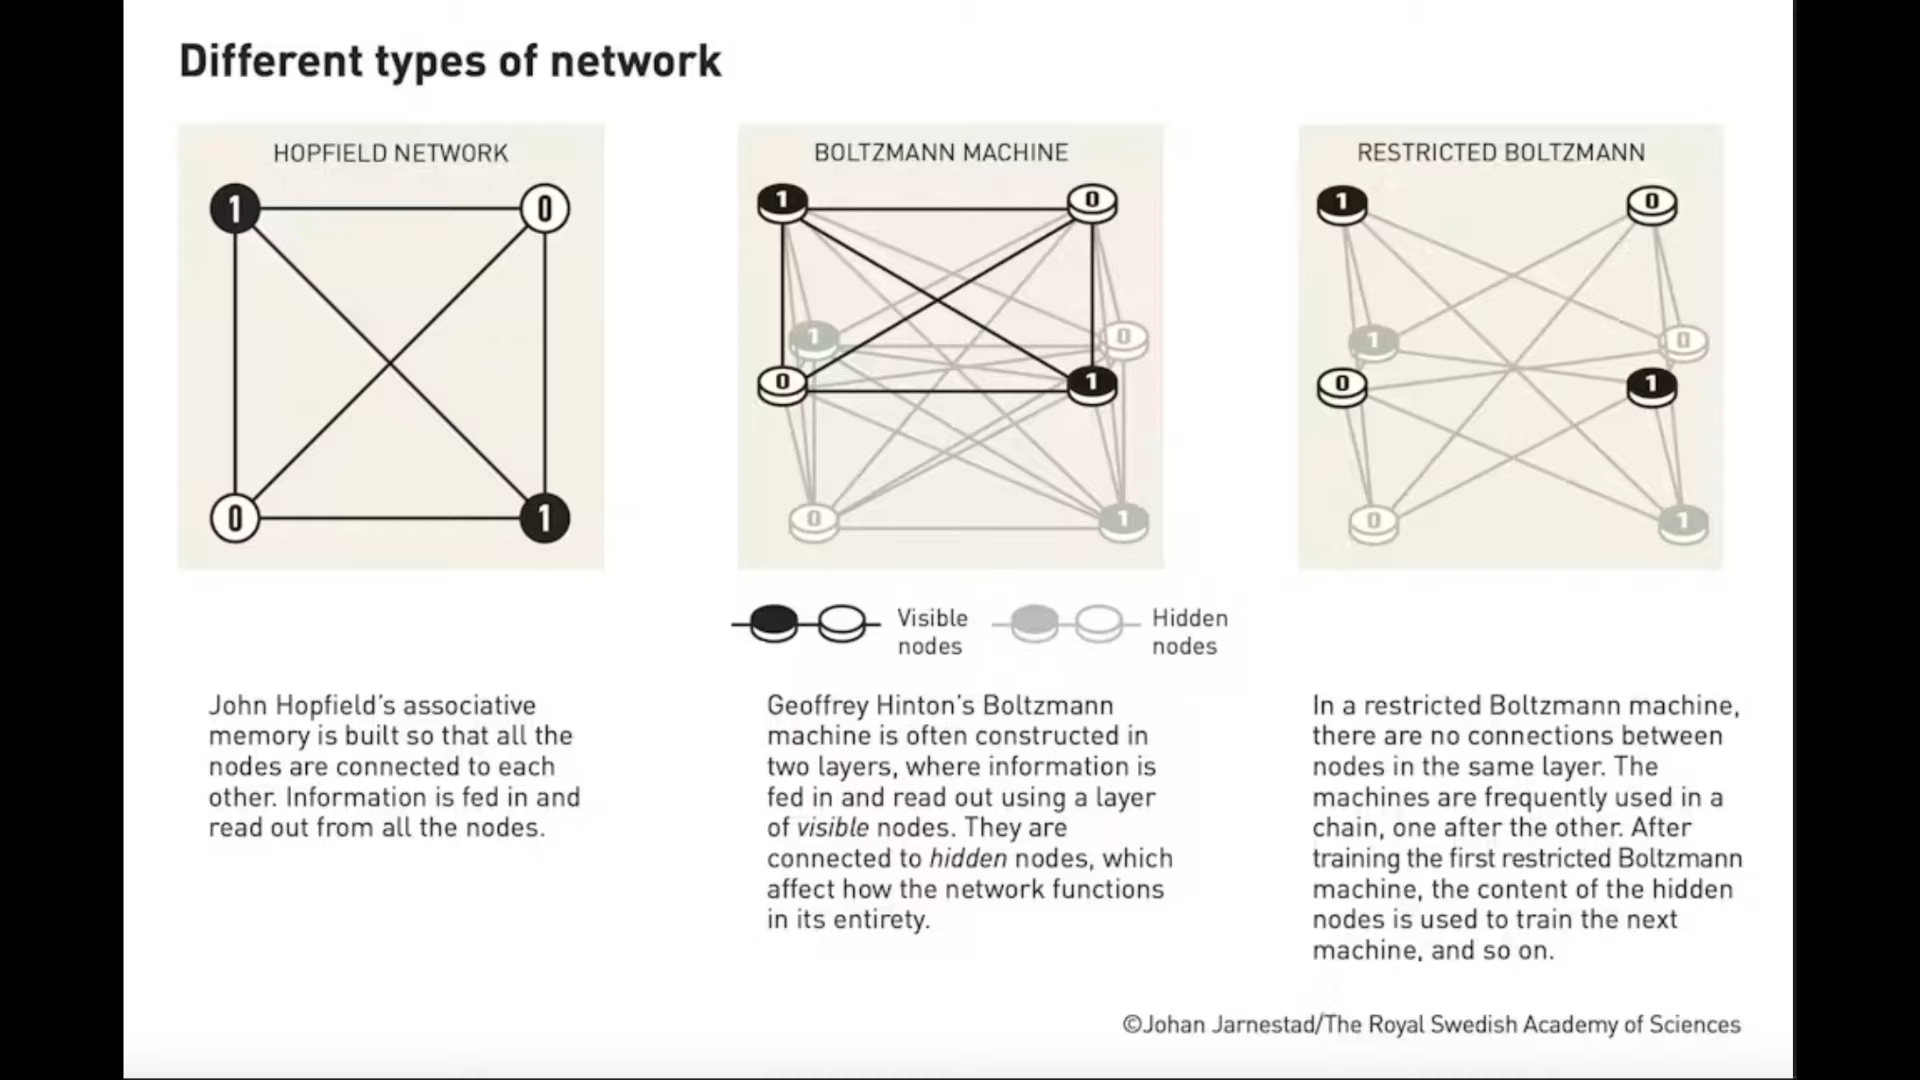 Different types of network
HOPFIELD NETWORK
1
0
0
1
BOLTZMANN MACHINE
1
0
1
0
0
1
0
1
RESTRICTED BOLTZMANN
1
0
1
0
0
1
0
1
Visible
nodes
Hidden
nodes
John Hopfield’s associative
memory is built so that all the
nodes are connected to each
other. Information is fed in and
read out from all the nodes.
Geoffrey Hinton’s Boltzmann
machine is often constructed in
two layers, where information is
fed in and read out using a layer
of visible nodes. They are
connected to hidden nodes, which
affect how the network functions
in its entirety.
In a restricted Boltzmann machine,
there are no connections between
nodes in the same layer. The
machines are frequently used in a
chain, one after the other. After
training the first restricted Boltzmann
machine, the content of the hidden
nodes is used to train the next
machine, and so on.
©Johan Jarnestad/The Royal Swedish Academy of Sciences